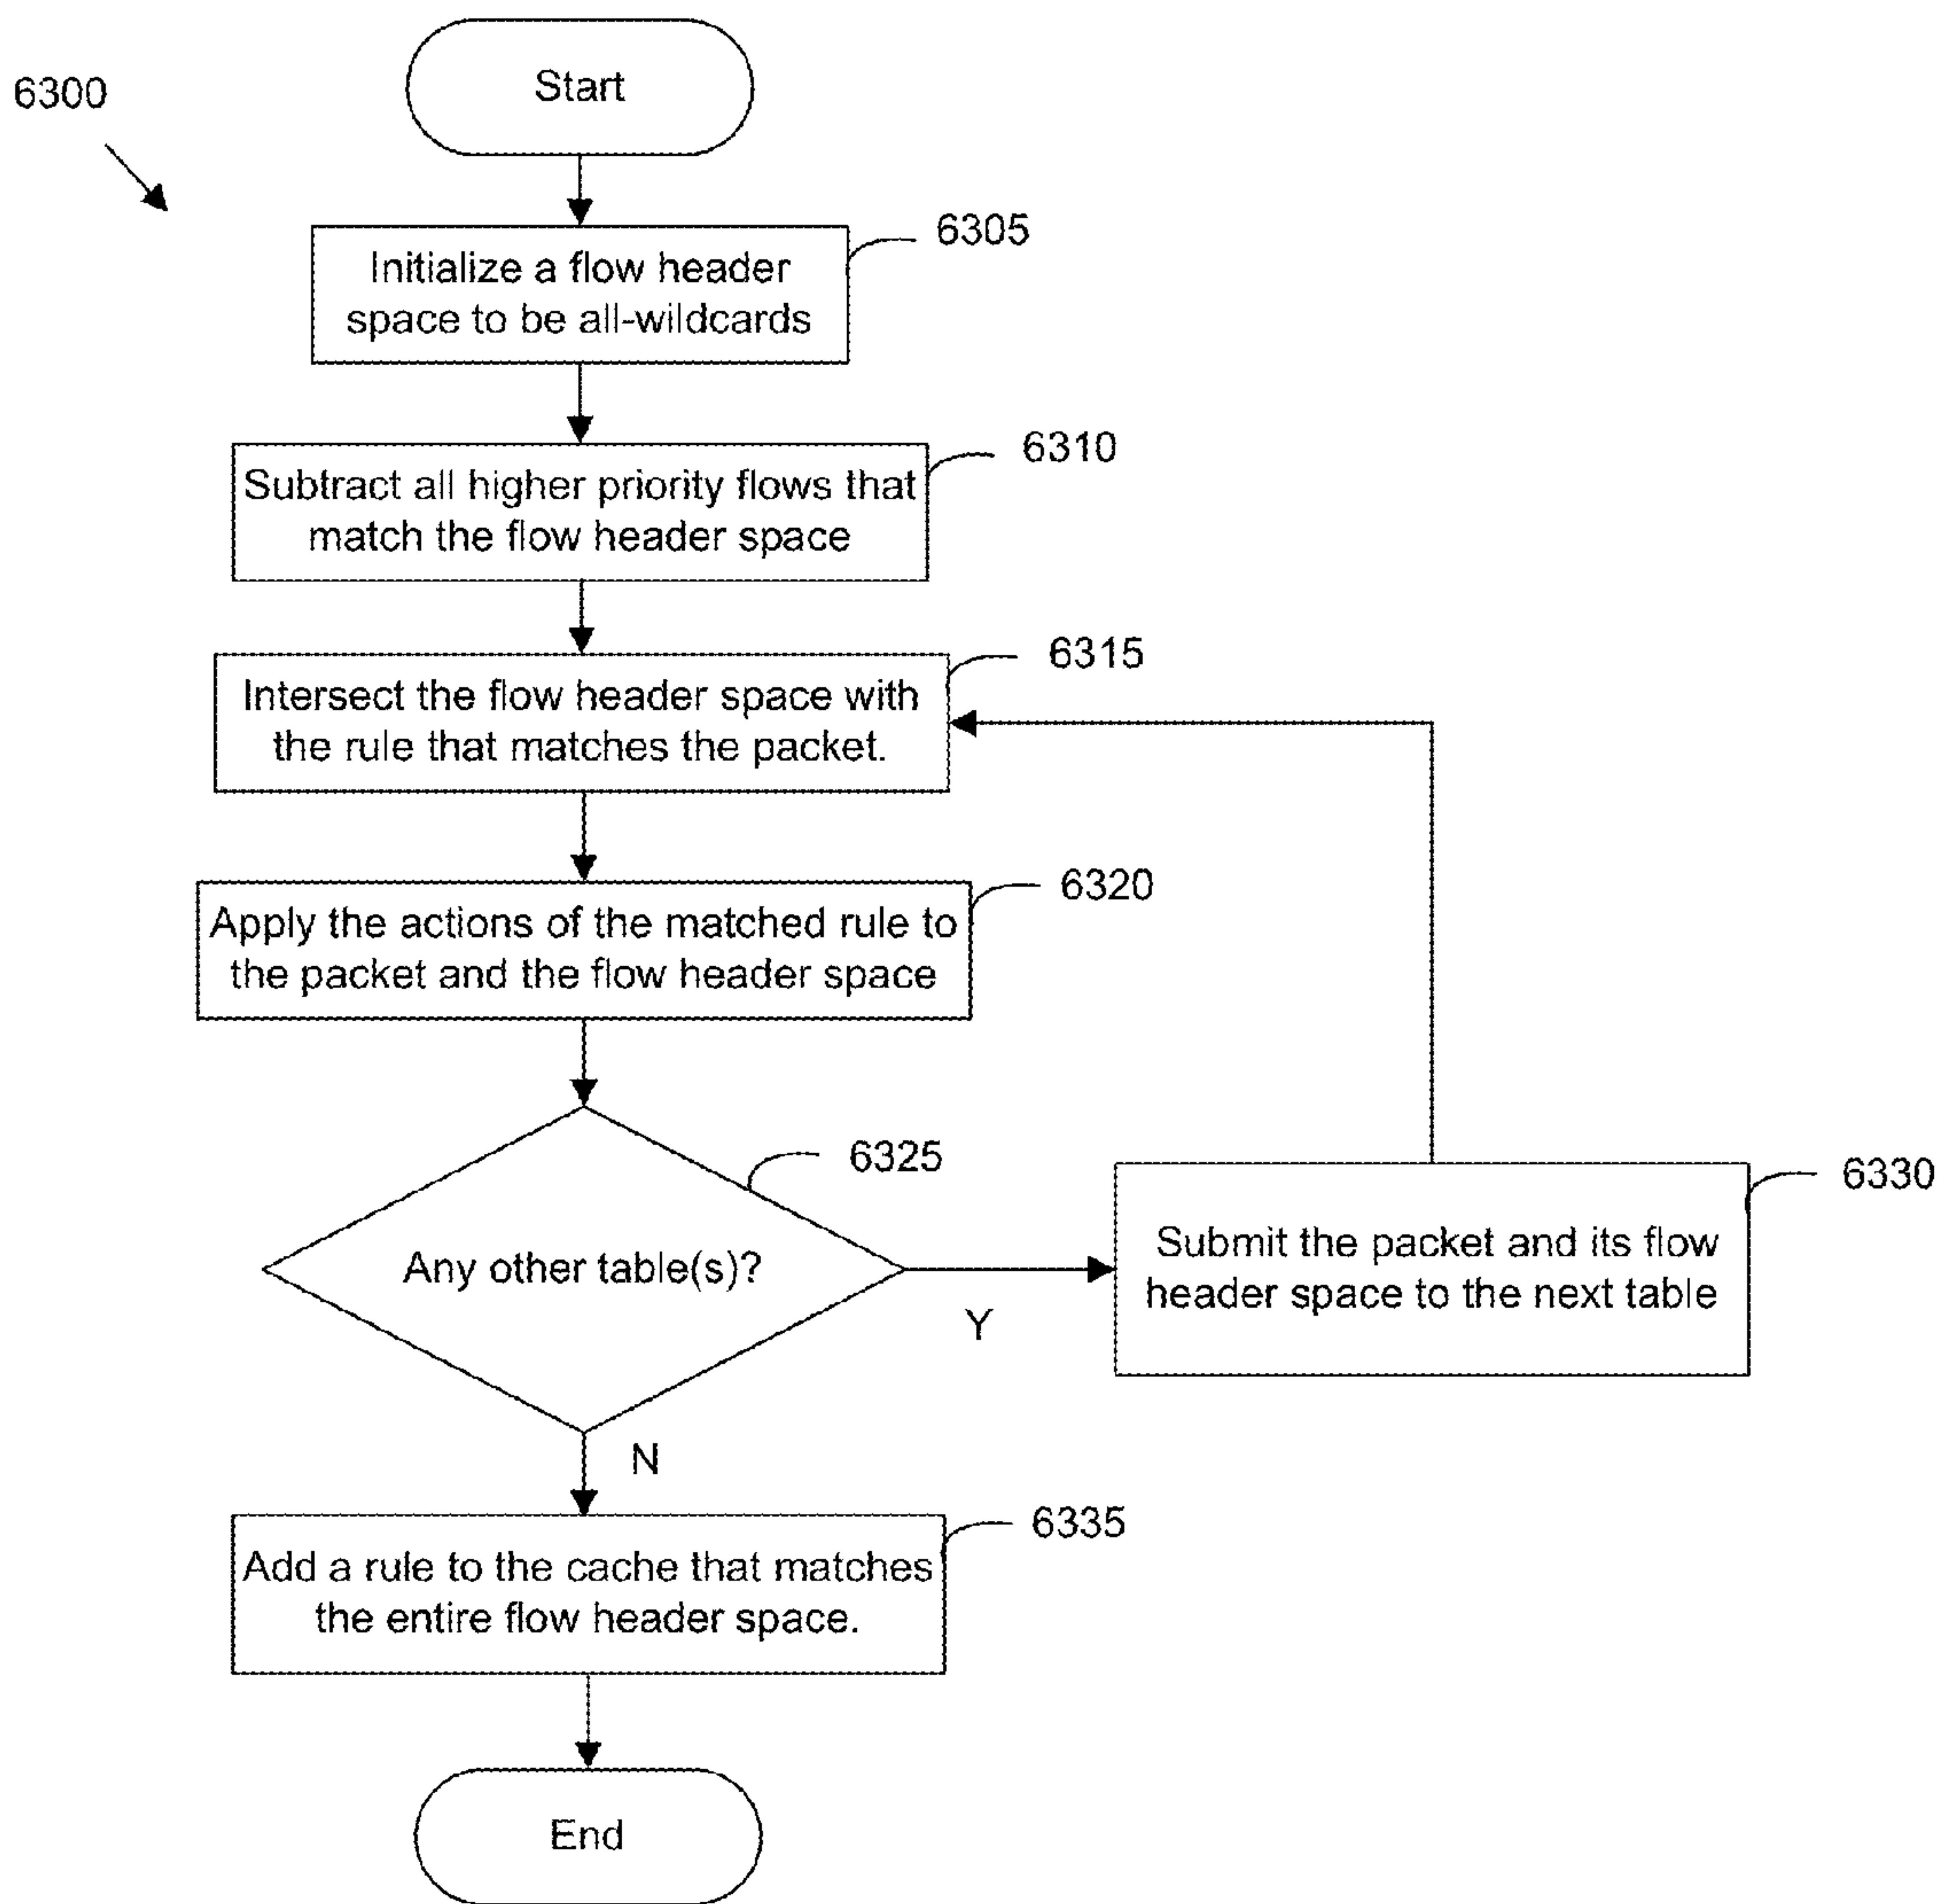 6300
Start
6305
Initialize a flow header
space to be all-wildcards
6310
Subtract all higher priority flows that
match the flow header space
6315
Intersect the flow header space with
the rule that matches the packet.
6320
Apply the actions of the matched rule to
the packet and the flow header space
6325
Any other table(s)?
Y
6330
Submit the packet and its flow
header space to the next table
N
6335
Add a rule to the cache that matches
the entire flow header space.
End